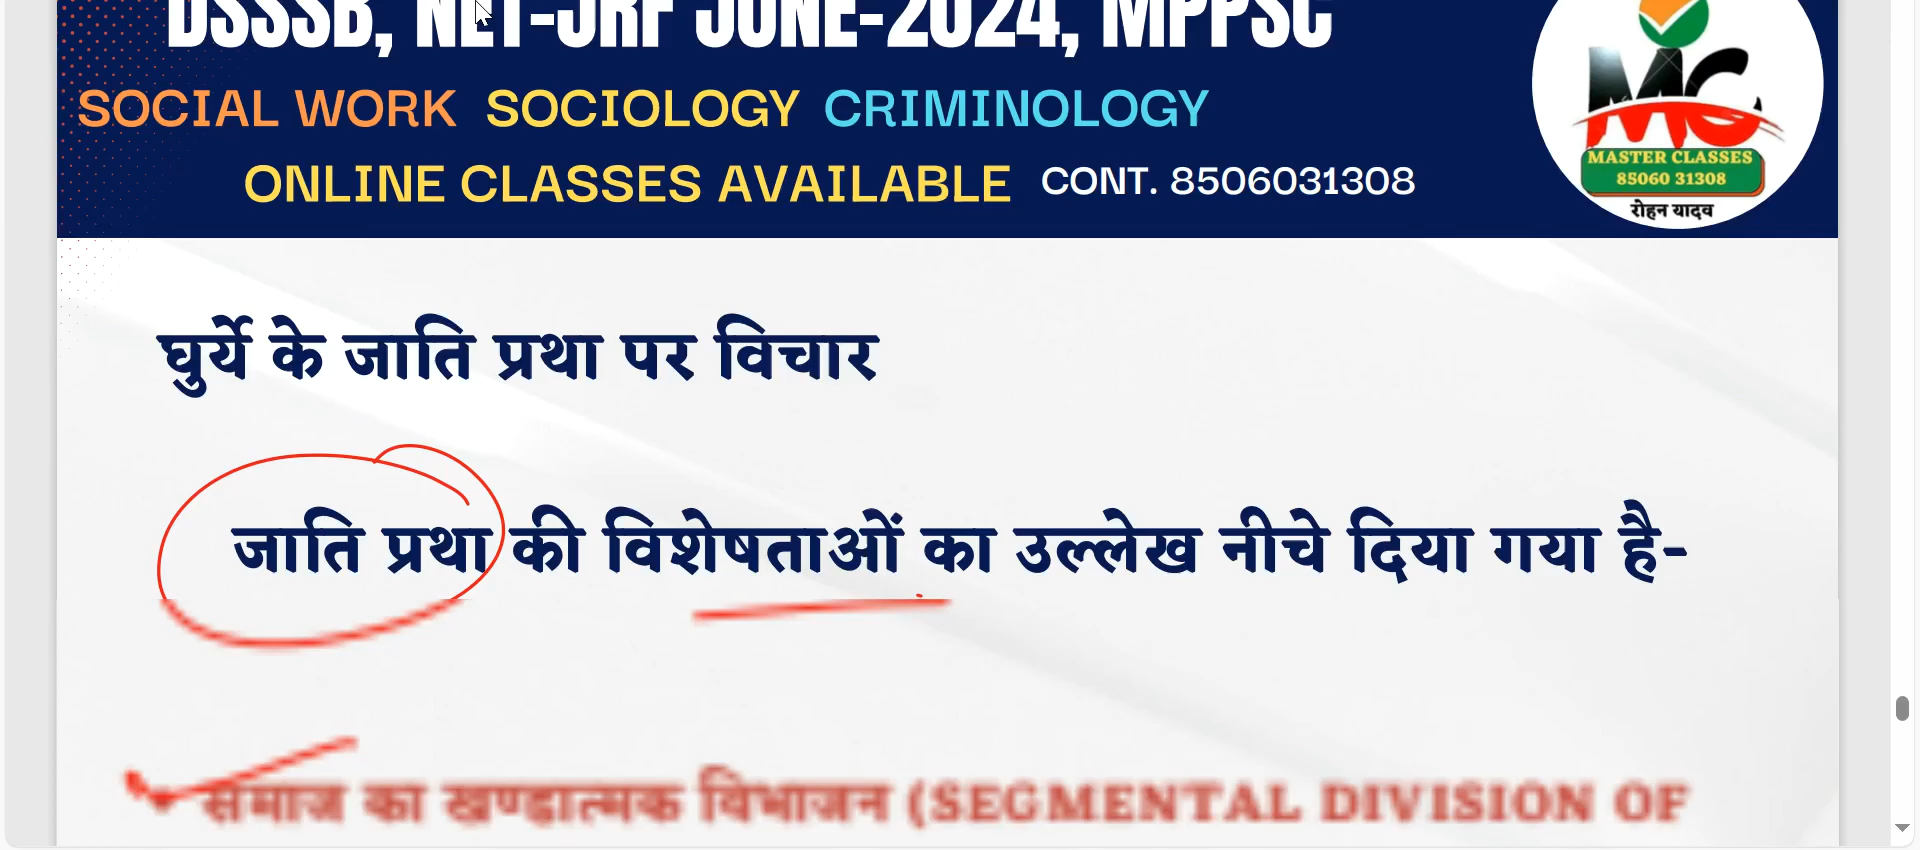 DSSSB, NET-JRF JUNE-2024, MPPSC
SOCIAL WORK SOCIOLOGY CRIMINOLOGY
ONLINE CLASSES AVAILABLE CONT. 8506031308
MC
MASTER CLASSES
85060 31308
रोहन यादव
घुर्ये के जाति प्रथा पर विचार
जाति प्रथा की विशेषताओं का उल्लेख नीचे दिया गया है-
समाज का खण्डात्मक विभाजन (SEGMENTAL DIVISION OF